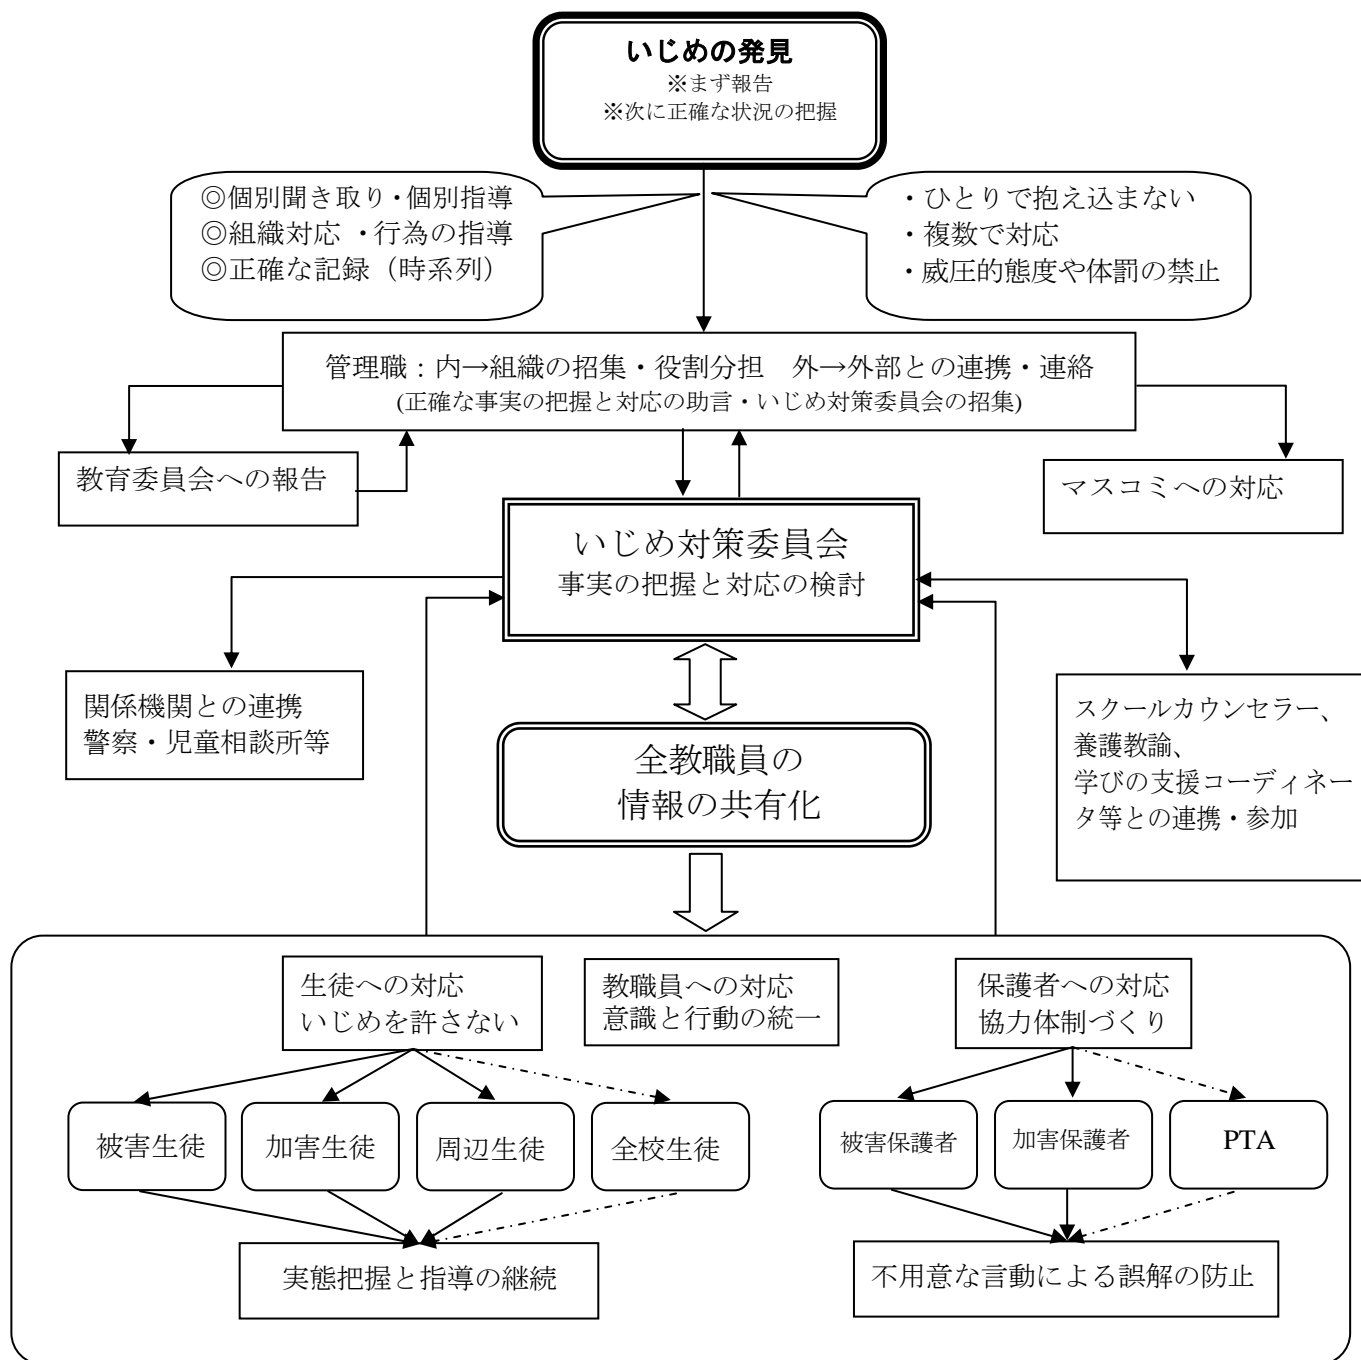 いじめの発見
※まず報告
※次に正確な状況の把握
◎個別聞き取り・個別指導
◎組織対応 ・行為の指導
◎正確な記録（時系列）
・ひとりで抱え込まない
・複数で対応
・威圧的態度や体罰の禁止
管理職：内→組織の招集・役割分担　外→外部との連携・連絡
(正確な事実の把握と対応の助言・いじめ対策委員会の招集)
教育委員会への報告
マスコミへの対応
いじめ対策委員会
事実の把握と対応の検討
関係機関との連携
警察・児童相談所等
スクールカウンセラー、
養護教諭、
学びの支援コーディネー
タ等との連携・参加
全教職員の
情報の共有化
生徒への対応
いじめを許さない
教職員への対応
意識と行動の統一
保護者への対応
協力体制づくり
被害生徒
加害生徒
周辺生徒
全校生徒
被害保護者
加害保護者
PTA
実態把握と指導の継続
不用意な言動による誤解の防止